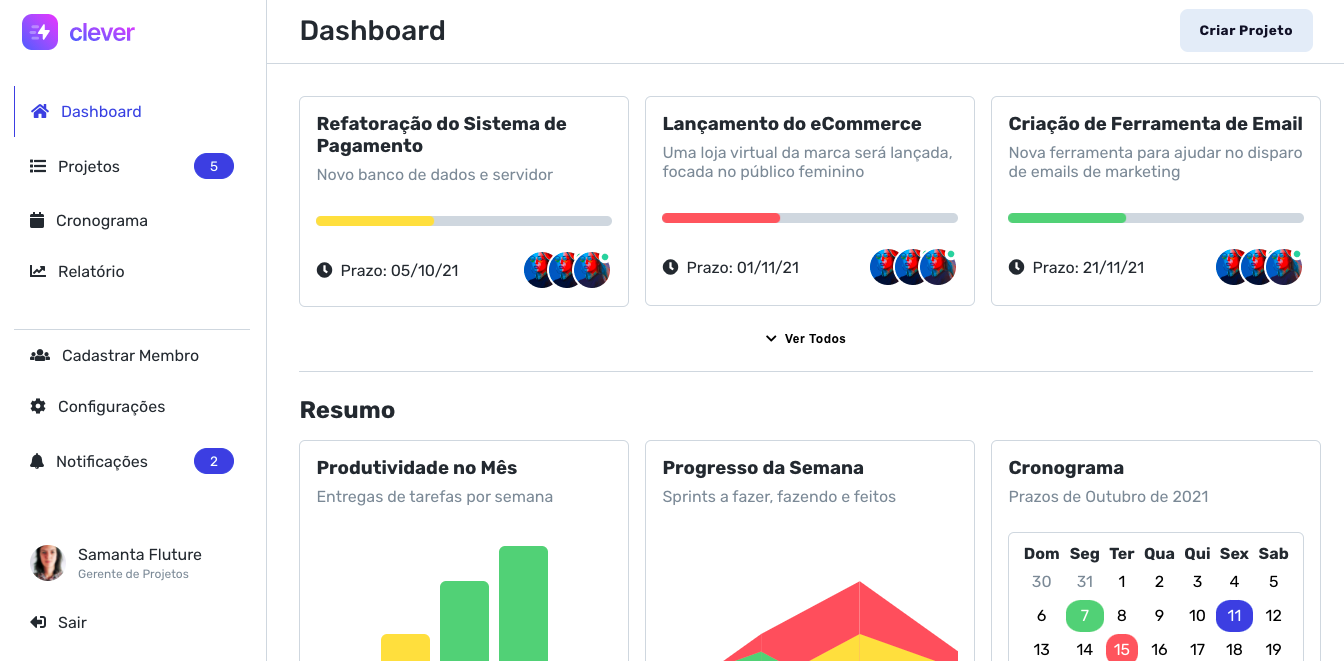 clever
Dashboard
Projetos 5
Cronograma
Relatório
Cadastrar Membro
Configurações
Notificações 2
Samanta Fluture
Gerente de Projetos
Sair
Dashboard
Criar Projeto
Refatoração do Sistema de
Pagamento
Novo banco de dados e servidor
Prazo: 05/10/21
Lançamento do eCommerce
Uma loja virtual da marca será lançada,
focada no público feminino
Prazo: 01/11/21
Criação de Ferramenta de Email
Nova ferramenta para ajudar no disparo
de emails de marketing
Prazo: 21/11/21
Ver Todos
Resumo
Produtividade no Mês
Entregas de tarefas por semana
Progresso da Semana
Sprints a fazer, fazendo e feitos
Cronograma
Prazos de Outubro de 2021
Dom Seg Ter Qua Qui Sex Sab
30 31 1 2 3 4 5
6 7 8 9 10 11 12
13 14 15 16 17 18 19